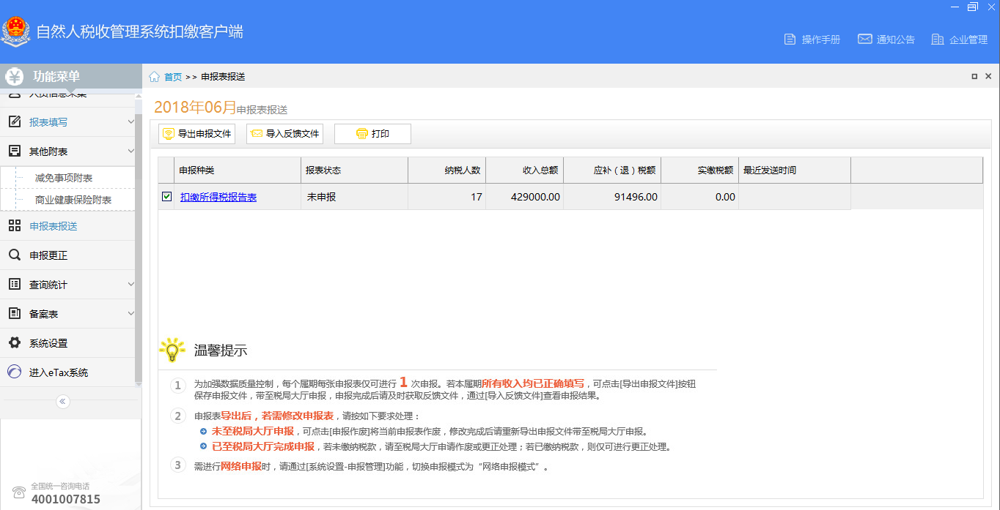 自然人税收管理系统扣缴客户端
操作手册 通知公告 企业管理
功能菜单
首页 >> 申报表报送
人员信息采集
报表填写
其他附表
减免事项附表
商业健康保险附表
申报表报送
申报更正
查询统计
备案表
系统设置
进入eTax系统
全国统一咨询电话
4001007815
2018年06月申报表报送
导出申报文件 导入反馈文件 打印
申报种类 报表状态 纳税人数 收入总额 应补（退）税额 实缴税额 最近发送时间
扣缴所得税报告表 未申报 17 429000.00 91496.00 0.00
温馨提示
1 为加强数据质量控制，每个属期每张申报表仅可进行 1 次申报。若本属期所有收入均已正确填写，可点击[导出申报文件]按钮
保存申报文件，带至税局大厅申报，申报完成后请及时获取反馈文件，通过[导入反馈文件]查看申报结果。
2 申报表导出后，若需修改申报表，请按如下要求处理：
未至税局大厅申报，可点击[申报作废]将当前申报表作废，修改完成后请重新导出申报文件带至税局大厅申报。
已至税局大厅完成申报，若未缴纳税款，请至税局大厅申请作废或更正处理；若已缴纳税款，则仅可进行更正处理。
3 需进行网络申报时，请通过[系统设置-申报管理]功能，切换申报模式为“网络申报模式”。